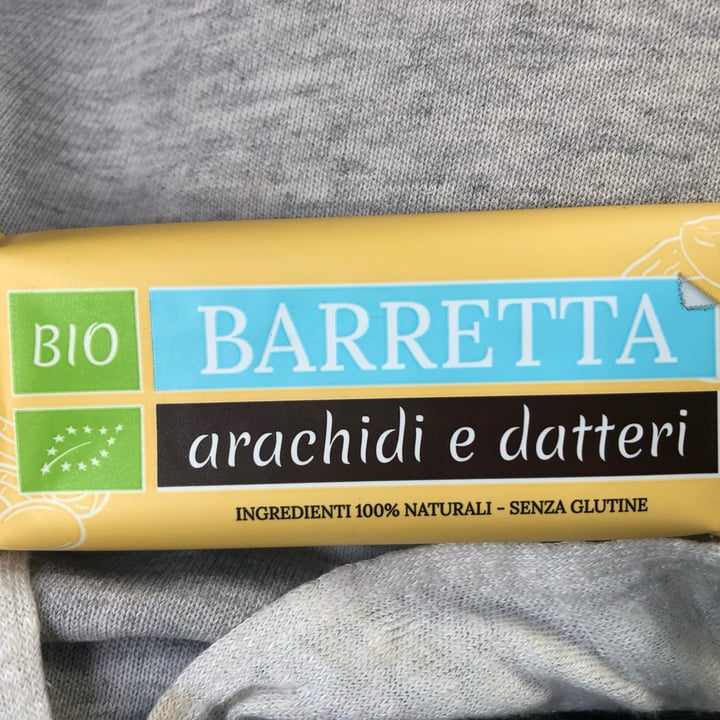 BIO
BARRETTA
arachidi e datteri
INGREDIENTI 100% NATURALI - SENZA GLUTINE